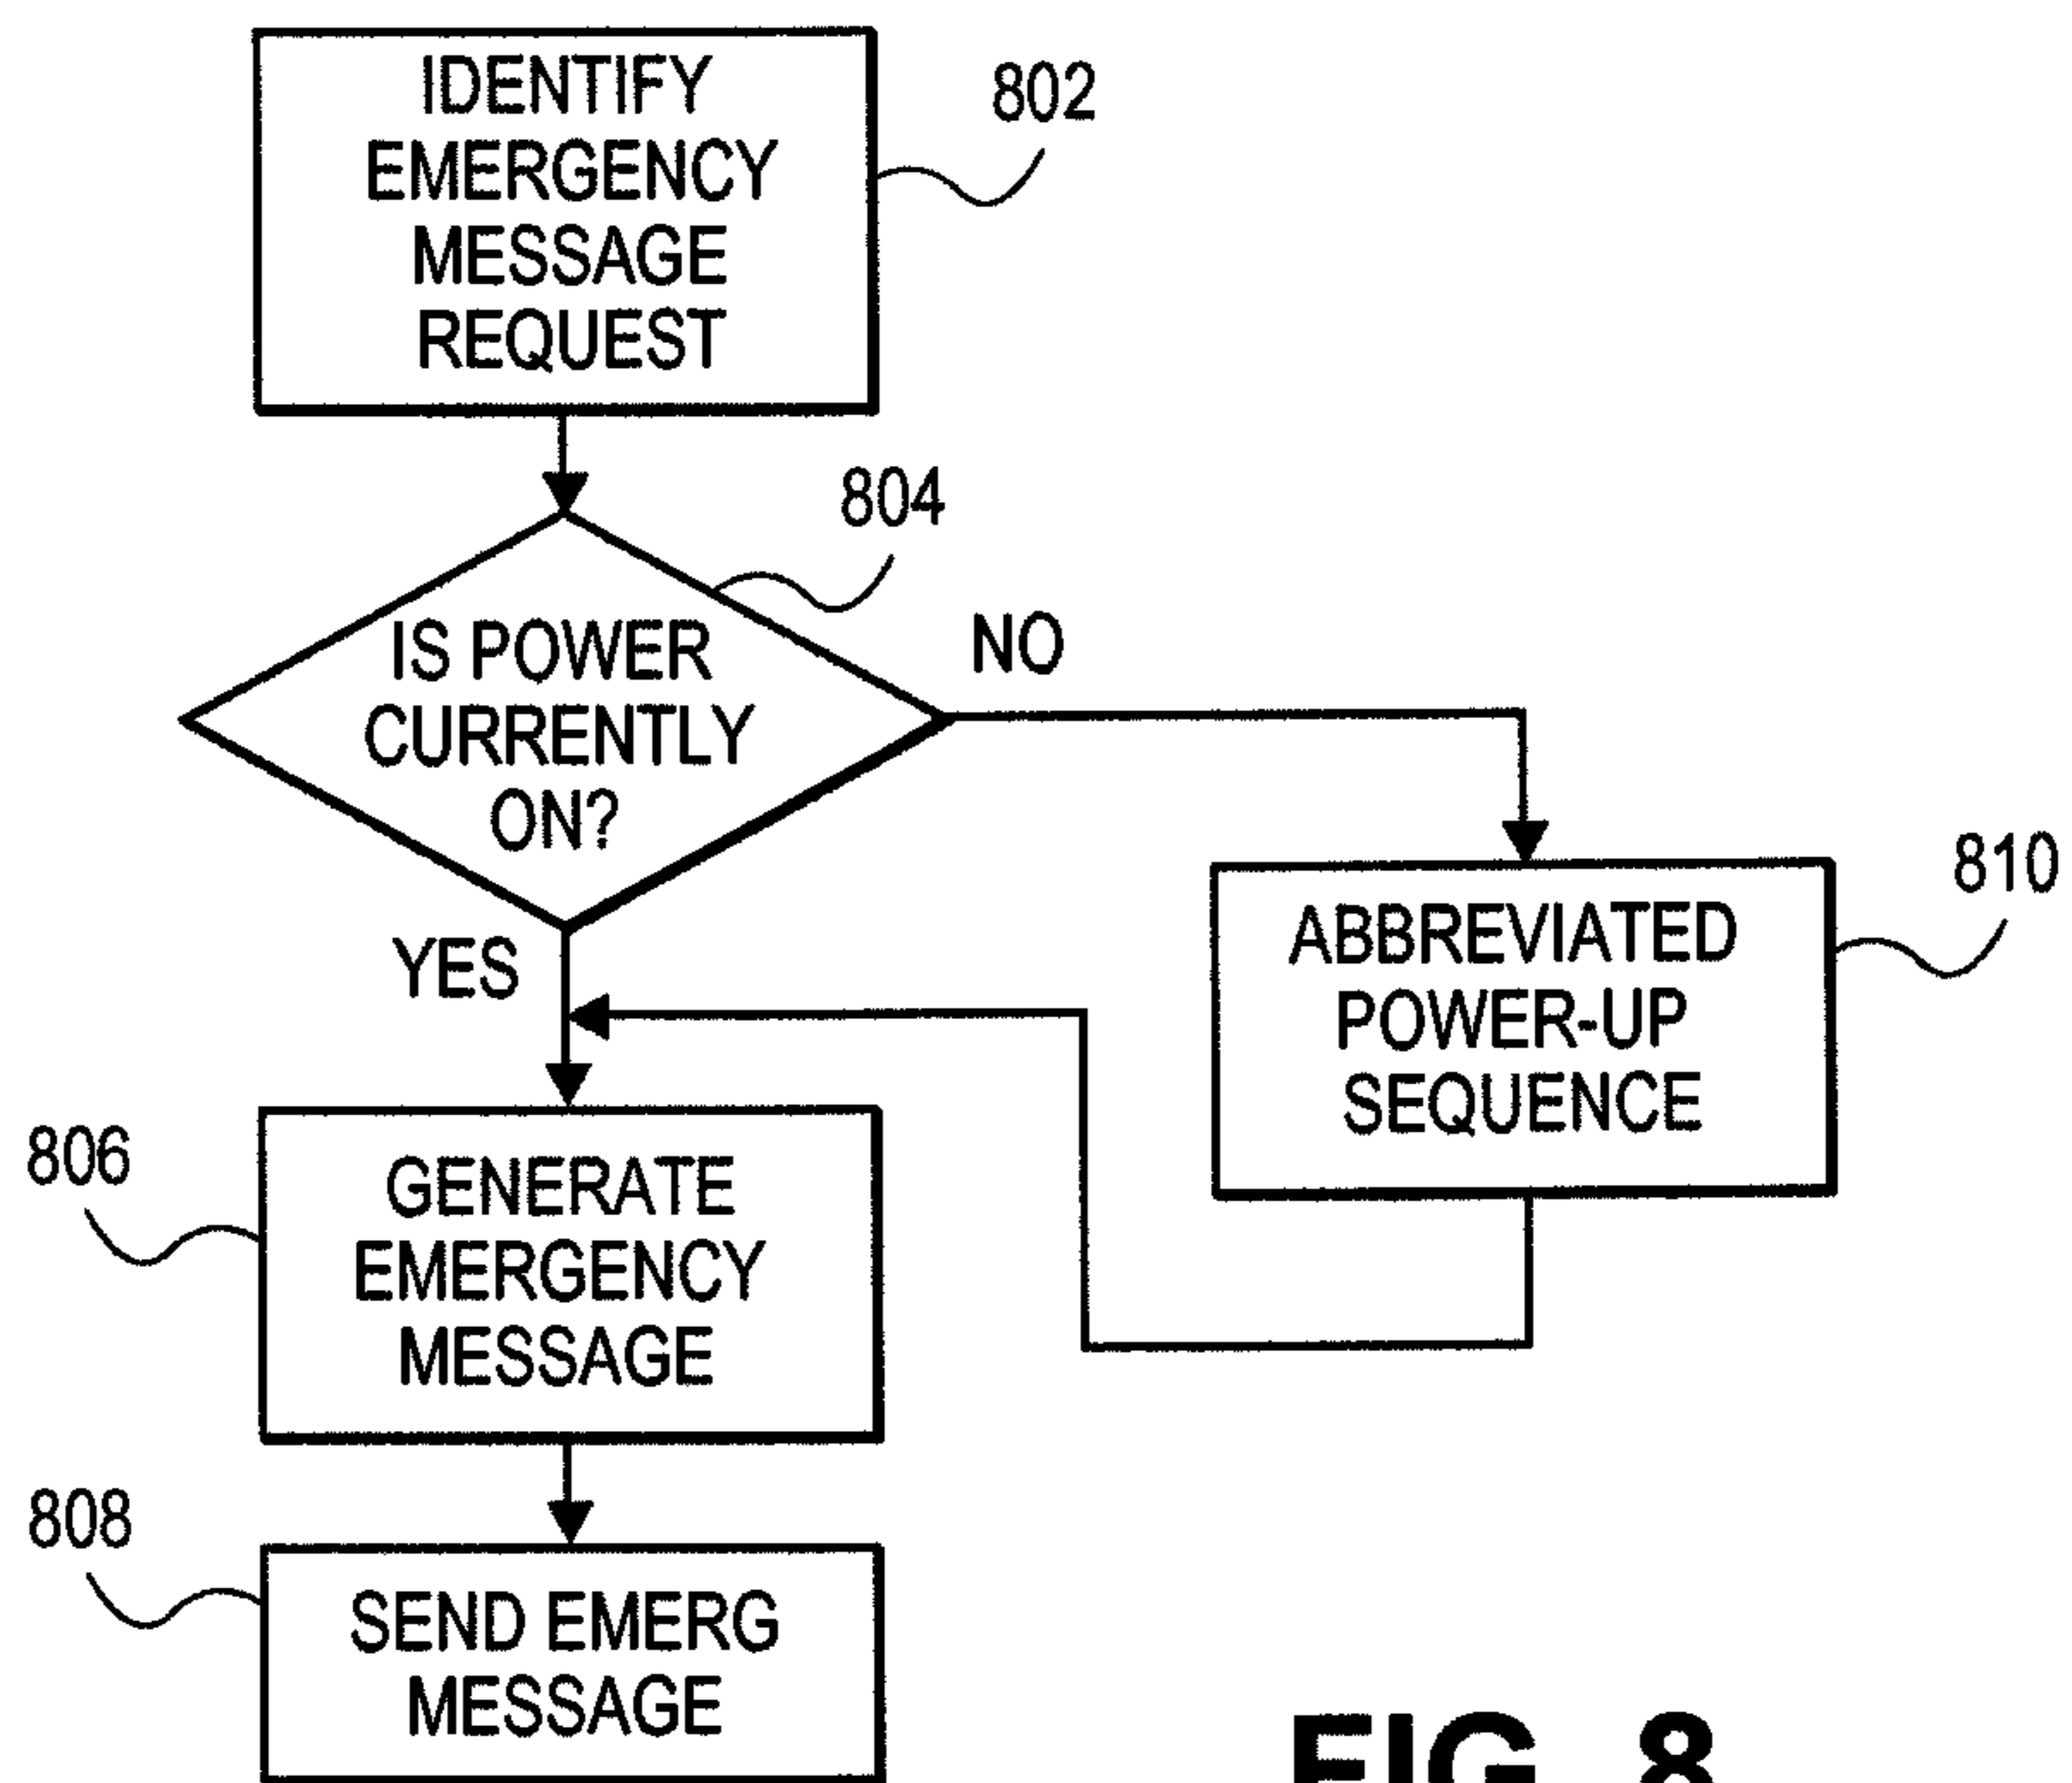 IDENTIFY
EMERGENCY
MESSAGE
REQUEST
802
804
IS POWER
CURRENTLY
ON?
NO
YES
810
ABBREVIATED
POWER-UP
SEQUENCE
806
GENERATE
EMERGENCY
MESSAGE
808
SEND EMERG
MESSAGE
FIG. 8